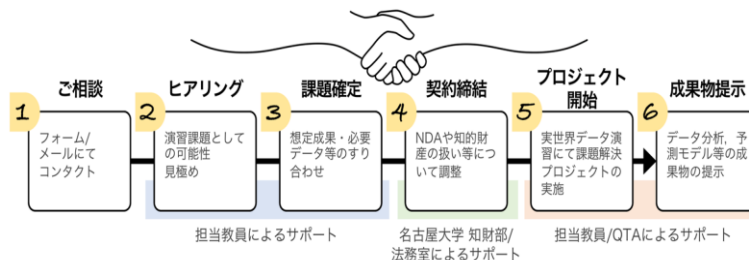 1
ご相談
フォーム/
メールにて
コンタクト
2
ヒアリング
演習課題として
の可能性
見極め
3
課題確定
想定成果・必要
データ等のすり
合わせ
担当教員によるサポート
4
契約締結
NDAや知的財
産の扱い等につ
いて調整
名古屋大学 知財部/
法務室によるサポート
5
プロジェクト
開始
実世界データ演
習にて課題解決
プロジェクトの
実施
6
成果物提示
データ分析，予
測モデル等の成
果物の提示
担当教員/QTAによるサポート